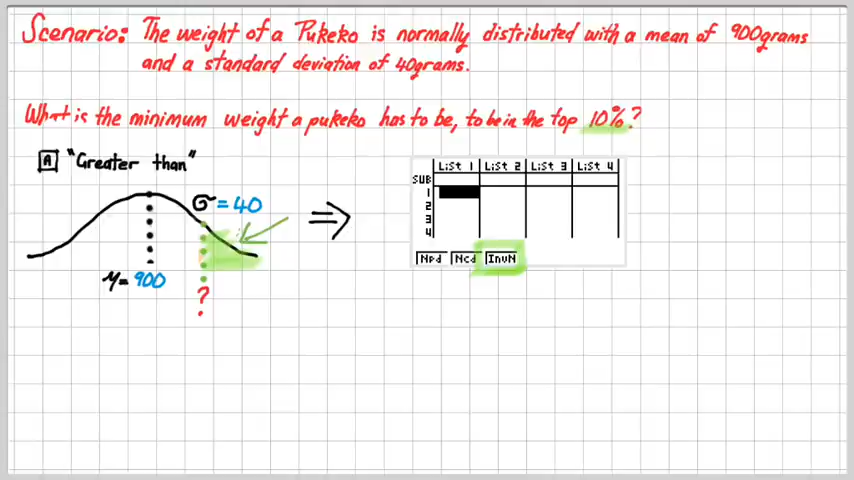 Scenario: The weight of a Pukeko is normally distributed with a mean of 900grams
and a standard deviation of 40grams.
What is the minimum weight a pukeko has to be, to be in the top 10%?
A "Greater than"
σ = 40
μ = 900
?
List 1 List 2 List 3 List 4
SUB
1
2
3
4
Npd Ncd InvN